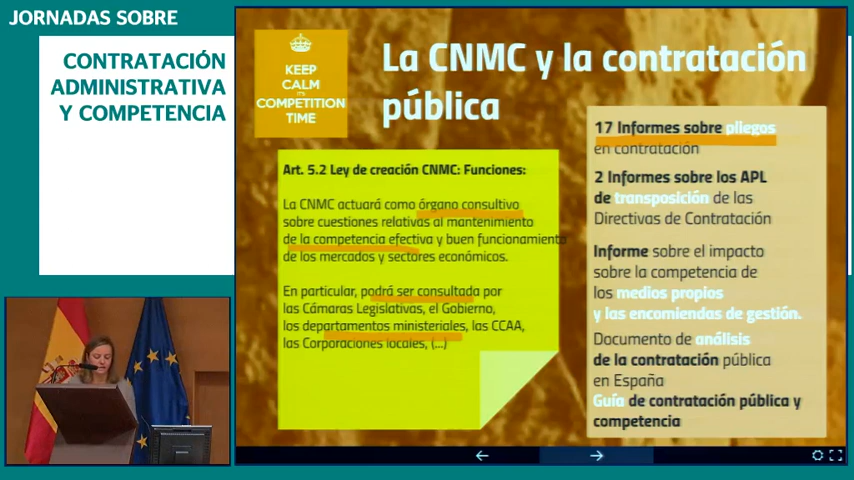 JORNADAS SOBRE
CONTRATACIÓN
ADMINISTRATIVA
Y COMPETENCIA
KEEP
CALM
IT'S
COMPETITION
TIME
La CNMC y la contratación
pública
Art. 5.2 Ley de creación CNMC: Funciones:
La CNMC actuará como órgano consultivo
sobre cuestiones relativas al mantenimiento
de la competencia efectiva y buen funcionamiento
de los mercados y sectores económicos.
En particular, podrá ser consultada por
las Cámaras Legislativas, el Gobierno,
los departamentos ministeriales, las CCAA,
las Corporaciones locales, (...)
17 Informes sobre pliegos
en contratación
2 Informes sobre los APL
de transposición de las
Directivas de Contratación
Informe sobre el impacto
sobre la competencia de
los medios propios
y las encomiendas de gestión.
Documento de análisis
de la contratación pública
en España
Guía de contratación pública y
competencia